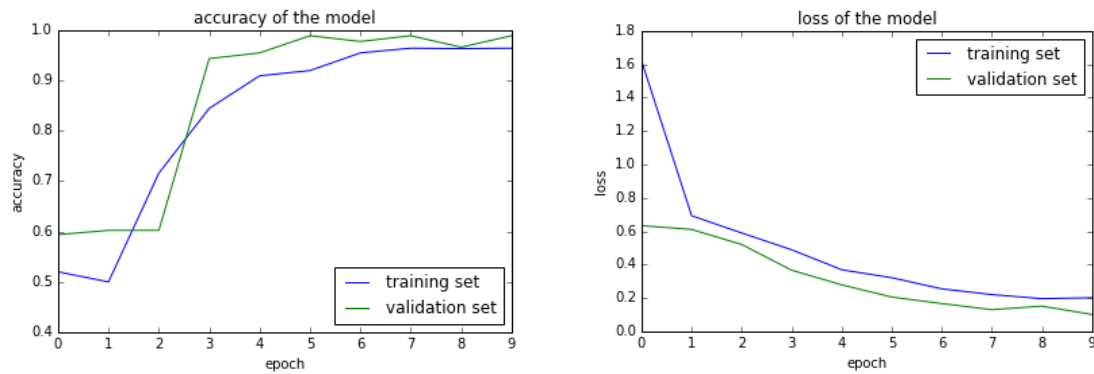 accuracy of the model
1.0
0.9
0.8
0.7
0.6
0.5
0.4
accuracy
training set
validation set
0 1 2 3 4 5 6 7 8 9
epoch
loss of the model
1.8
1.6
1.4
1.2
1.0
0.8
0.6
0.4
0.2
0.0
loss
training set
validation set
0 1 2 3 4 5 6 7 8 9
epoch